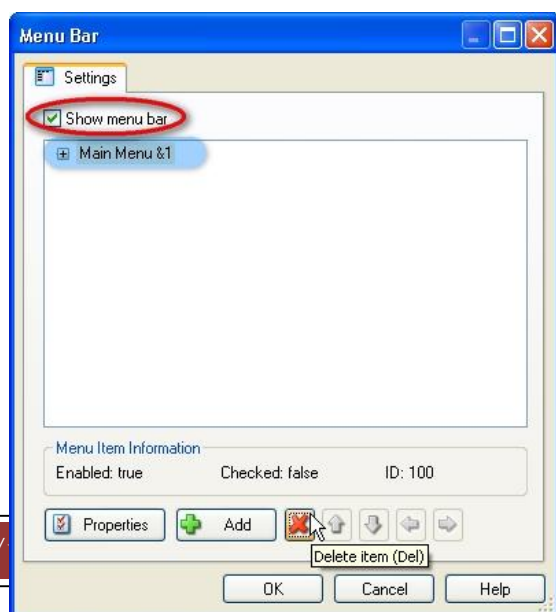 Menu Bar
Settings
Show menu bar
Main Menu &1
Menu Item Information
Enabled: true Checked: false ID: 100
Properties Add
Delete item (Del)
OK Cancel Help